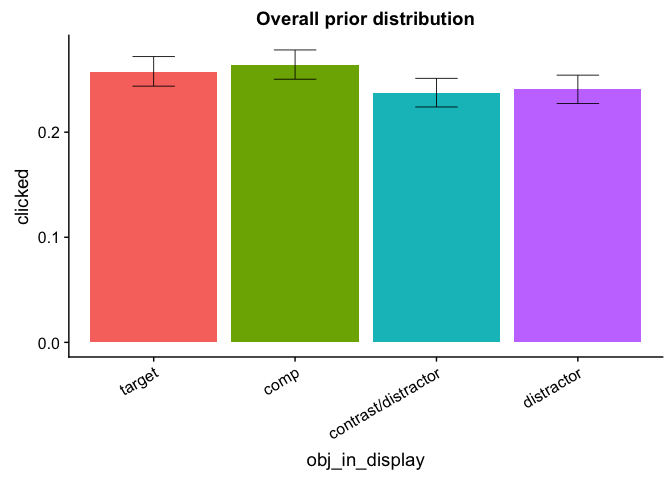 Overall prior distribution
clicked
0.2
0.1
0.0
target
comp
contrast/distractor
distractor
obj_in_display